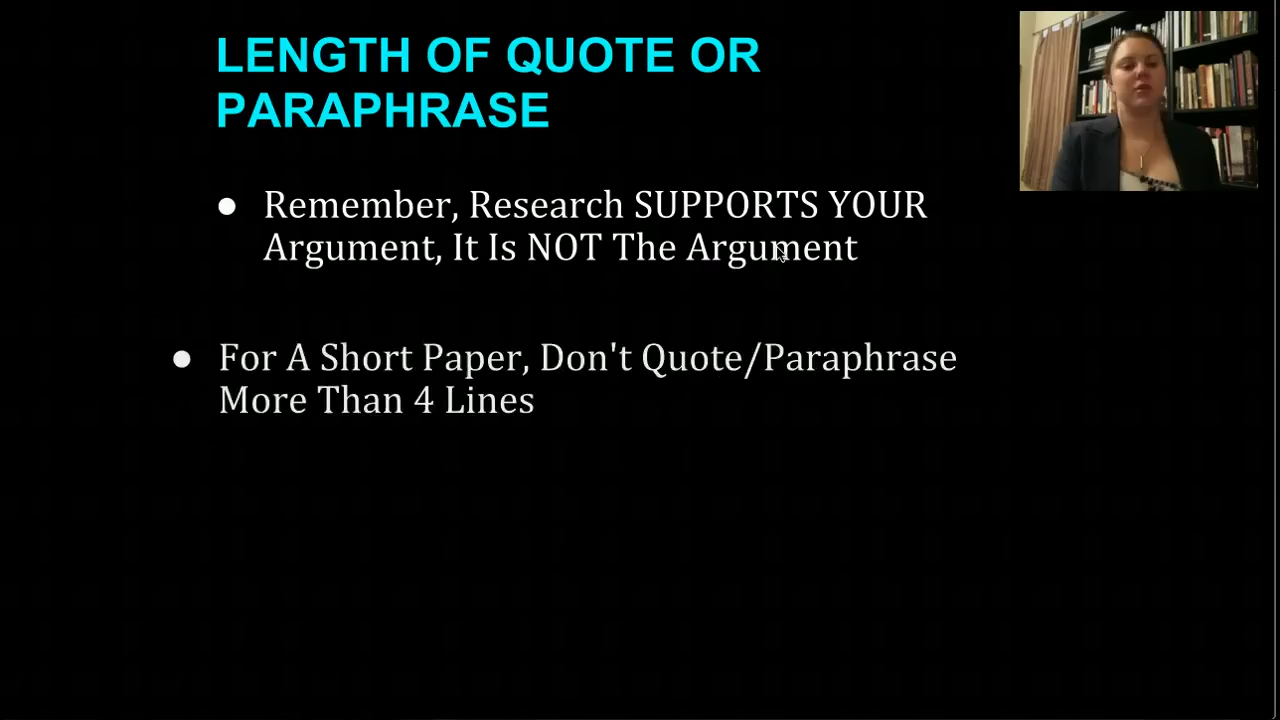 LENGTH OF QUOTE OR
PARAPHRASE
● Remember, Research SUPPORTS YOUR
Argument, It Is NOT The Argument
● For A Short Paper, Don't Quote/Paraphrase
More Than 4 Lines